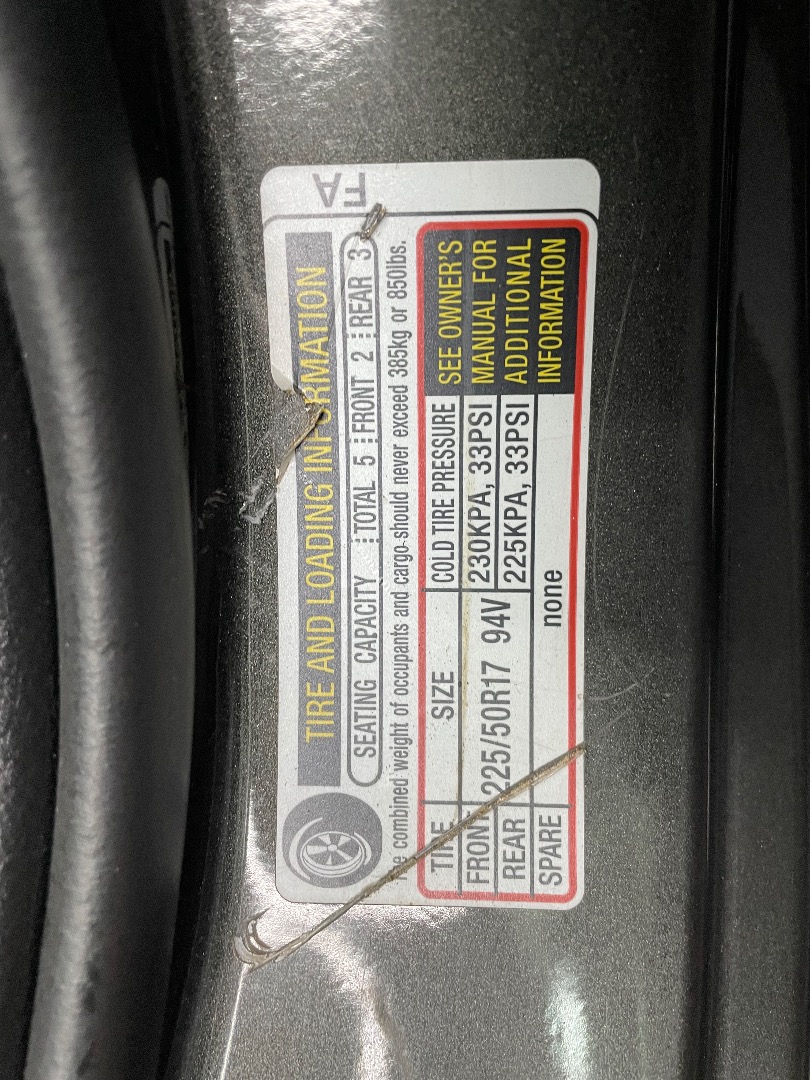 TA
TIRE AND LOADING INFORMATION
SEATING CAPACITY TOTAL 5 FRONT 2 REAR 3
The combined weight of occupants and cargo should never exceed 385kg or 850lbs.
TIRE SIZE COLD TIRE PRESSURE
FRONT 225/50R17 94V 230KPA, 33PSI
REAR 225KPA, 33PSI
SPARE none
SEE OWNER'S
MANUAL FOR
ADDITIONAL
INFORMATION